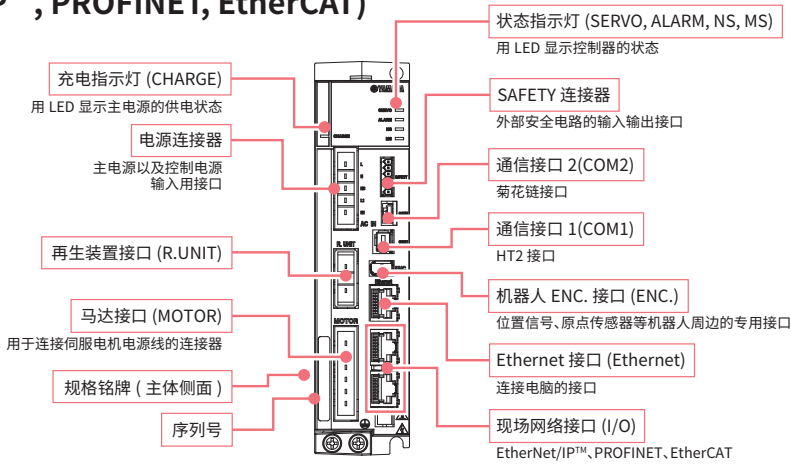 P™ , PROFINET, EtherCAT)
状态指示灯 (SERVO, ALARM, NS, MS)
用 LED 显示控制器的状态
充电指示灯 (CHARGE)
用 LED 显示主电源的供电状态
SAFETY 连接器
外部安全电路的输入输出接口
电源连接器
主电源以及控制电源
输入用接口
通信接口 2(COM2)
菊花链接口
通信接口 1(COM1)
HT2 接口
再生装置接口 (R.UNIT)
机器人 ENC. 接口 (ENC.)
位置信号、原点传感器等机器人周边的专用接口
马达接口 (MOTOR)
用于连接伺服电机电源线的连接器
Ethernet 接口 (Ethernet)
连接电脑的接口
规格铭牌 ( 主体侧面 )
序列号
现场网络接口 (I/O)
EtherNet/IP™、PROFINET、EtherCAT
YAMAHA
ALARM
CHARGE
AC IN
R. UNIT
Ethernet
MOTOR